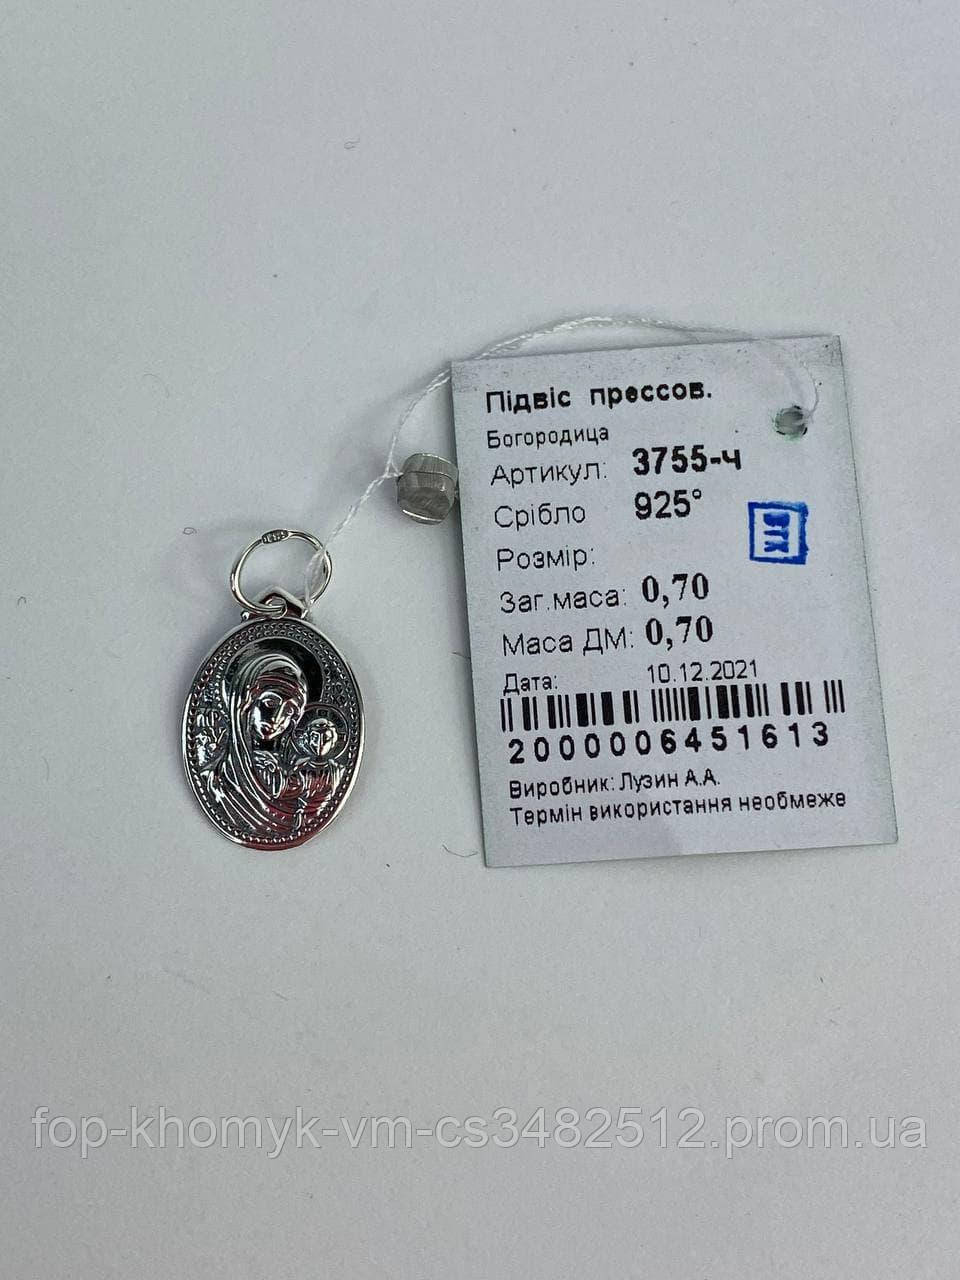 Підвіс прессов.
Богородица
Артикул: 3755-ч
Срібло 925°
ВТК
Розмір:
Заг.маса: 0,70
Маса ДМ: 0,70
Дата: 10.12.2021
2000006451613
Виробник: Лузин А.А.
Термін використання необмеже
fop-khomyk-vm-cs3482512.prom.ua